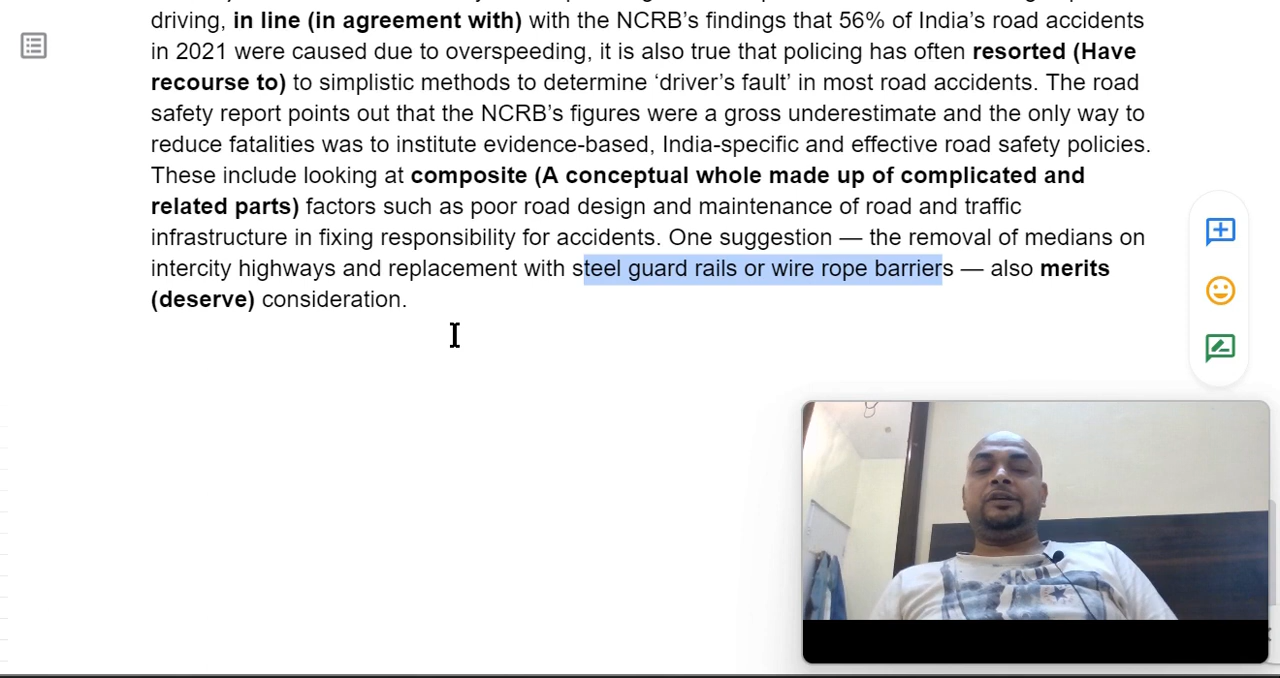 driving, in line (in agreement with) with the NCRB’s findings that 56% of India’s road accidents
in 2021 were caused due to overspeeding, it is also true that policing has often resorted (Have
recourse to) to simplistic methods to determine ‘driver’s fault’ in most road accidents. The road
safety report points out that the NCRB’s figures were a gross underestimate and the only way to
reduce fatalities was to institute evidence-based, India-specific and effective road safety policies.
These include looking at composite (A conceptual whole made up of complicated and
related parts) factors such as poor road design and maintenance of road and traffic
infrastructure in fixing responsibility for accidents. One suggestion — the removal of medians on
intercity highways and replacement with steel guard rails or wire rope barriers — also merits
(deserve) consideration.